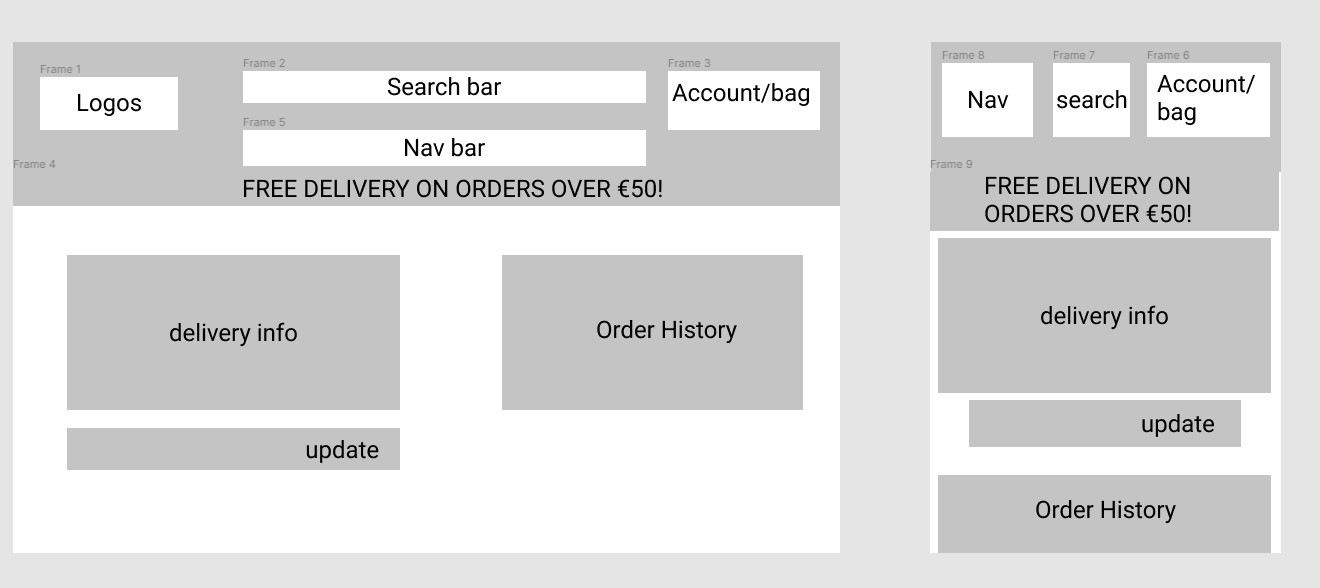 Frame 1
Logos
Frame 2
Search bar
Frame 3
Account/bag
Frame 5
Nav bar
Frame 4
FREE DELIVERY ON ORDERS OVER €50!
delivery info
Order History
update
Frame 8
Nav
Frame 7
search
Frame 6
Account/
bag
Frame 9
FREE DELIVERY ON
ORDERS OVER €50!
delivery info
update
Order History